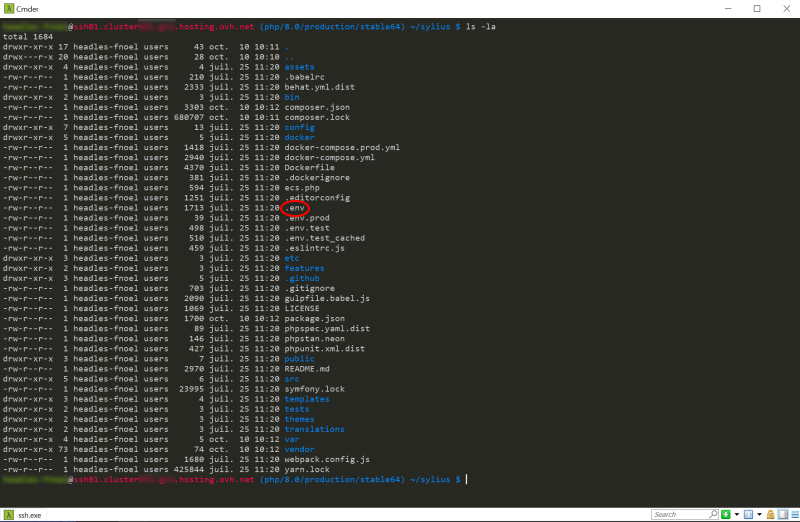 Cmder
@ssh01.cluster .hosting.ovh.net (php/8.0/production/stable64) ~/sylius $ ls -la
total 1684
drwxr-xr-x 17 headles-fnoel users 43 oct. 10 10:11 .
drwx---r-x 20 headles-fnoel users 28 oct. 10 10:10 ..
drwxr-xr-x 4 headles-fnoel users 4 juil. 25 11:20 assets
-rw-r--r-- 1 headles-fnoel users 210 juil. 25 11:20 .babelrc
-rw-r--r-- 1 headles-fnoel users 2333 juil. 25 11:20 behat.yml.dist
drwxr-xr-x 2 headles-fnoel users 3 juil. 25 11:20 bin
-rw-r--r-- 1 headles-fnoel users 3303 oct. 10 10:12 composer.json
-rw-r--r-- 1 headles-fnoel users 680707 oct. 10 10:11 composer.lock
drwxr-xr-x 7 headles-fnoel users 13 juil. 25 11:20 config
drwxr-xr-x 5 headles-fnoel users 5 juil. 25 11:20 docker
-rw-r--r-- 1 headles-fnoel users 1418 juil. 25 11:20 docker-compose.prod.yml
-rw-r--r-- 1 headles-fnoel users 2940 juil. 25 11:20 docker-compose.yml
-rw-r--r-- 1 headles-fnoel users 4370 juil. 25 11:20 Dockerfile
-rw-r--r-- 1 headles-fnoel users 381 juil. 25 11:20 .dockerignore
-rw-r--r-- 1 headles-fnoel users 594 juil. 25 11:20 ecs.php
-rw-r--r-- 1 headles-fnoel users 1251 juil. 25 11:20 .editorconfig
-rw-r--r-- 1 headles-fnoel users 1713 juil. 25 11:20 .env
-rw-r--r-- 1 headles-fnoel users 39 juil. 25 11:20 .env.prod
-rw-r--r-- 1 headles-fnoel users 498 juil. 25 11:20 .env.test
-rw-r--r-- 1 headles-fnoel users 510 juil. 25 11:20 .env.test_cached
-rw-r--r-- 1 headles-fnoel users 459 juil. 25 11:20 .eslintrc.js
drwxr-xr-x 3 headles-fnoel users 3 juil. 25 11:20 etc
drwxr-xr-x 2 headles-fnoel users 3 juil. 25 11:20 features
drwxr-xr-x 3 headles-fnoel users 5 juil. 25 11:20 .github
-rw-r--r-- 1 headles-fnoel users 703 juil. 25 11:20 .gitignore
-rw-r--r-- 1 headles-fnoel users 2090 juil. 25 11:20 gulpfile.babel.js
-rw-r--r-- 1 headles-fnoel users 1069 juil. 25 11:20 LICENSE
-rw-r--r-- 1 headles-fnoel users 1700 oct. 10 10:12 package.json
-rw-r--r-- 1 headles-fnoel users 89 juil. 25 11:20 phpspec.yaml.dist
-rw-r--r-- 1 headles-fnoel users 146 juil. 25 11:20 phpstan.neon
-rw-r--r-- 1 headles-fnoel users 427 juil. 25 11:20 phpunit.xml.dist
drwxr-xr-x 3 headles-fnoel users 7 juil. 25 11:20 public
-rw-r--r-- 1 headles-fnoel users 2970 juil. 25 11:20 README.md
drwxr-xr-x 5 headles-fnoel users 6 juil. 25 11:20 src
-rw-r--r-- 1 headles-fnoel users 23995 juil. 25 11:20 symfony.lock
drwxr-xr-x 3 headles-fnoel users 4 juil. 25 11:20 templates
drwxr-xr-x 2 headles-fnoel users 3 juil. 25 11:20 tests
drwxr-xr-x 2 headles-fnoel users 3 juil. 25 11:20 themes
drwxr-xr-x 2 headles-fnoel users 3 juil. 25 11:20 translations
drwxr-xr-x 4 headles-fnoel users 5 oct. 10 10:12 var
drwxr-xr-x 73 headles-fnoel users 74 oct. 10 10:12 vendor
-rw-r--r-- 1 headles-fnoel users 1680 juil. 25 11:20 webpack.config.js
-rw-r--r-- 1 headles-fnoel users 425844 juil. 25 11:20 yarn.lock
@ssh01.cluster .hosting.ovh.net (php/8.0/production/stable64) ~/sylius $
ssh.exe
Search